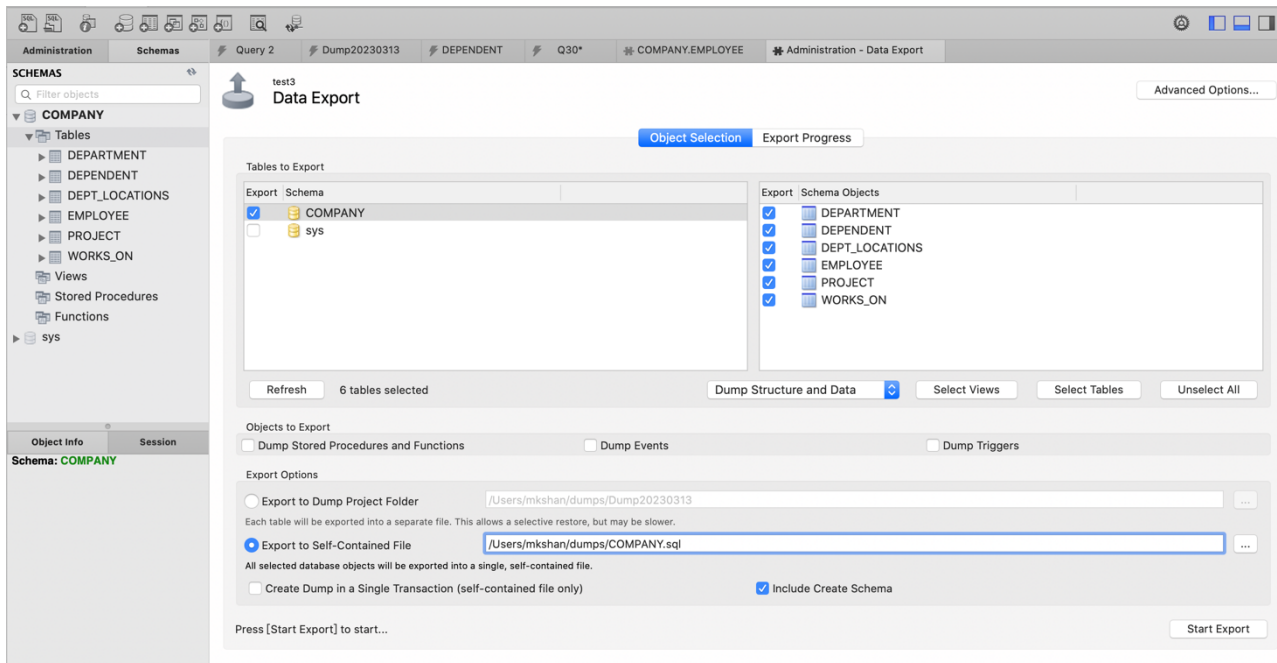 Administration
Schemas
Query 2
Dump20230313
DEPENDENT
Q30*
COMPANY.EMPLOYEE
Administration - Data Export
SCHEMAS
Filter objects
COMPANY
Tables
DEPARTMENT
DEPENDENT
DEPT_LOCATIONS
EMPLOYEE
PROJECT
WORKS_ON
Views
Stored Procedures
Functions
sys
Object Info
Session
Schema: COMPANY
test3
Data Export
Advanced Options...
Object Selection
Export Progress
Tables to Export
Export Schema
COMPANY
sys
Export Schema Objects
DEPARTMENT
DEPENDENT
DEPT_LOCATIONS
EMPLOYEE
PROJECT
WORKS_ON
Refresh
6 tables selected
Dump Structure and Data
Select Views
Select Tables
Unselect All
Objects to Export
Dump Stored Procedures and Functions
Dump Events
Dump Triggers
Export Options
Export to Dump Project Folder
/Users/mkshan/dumps/Dump20230313
...
Each table will be exported into a separate file. This allows a selective restore, but may be slower.
Export to Self-Contained File
/Users/mkshan/dumps/COMPANY.sql
...
All selected database objects will be exported into a single, self-contained file.
Create Dump in a Single Transaction (self-contained file only)
Include Create Schema
Press [Start Export] to start...
Start Export